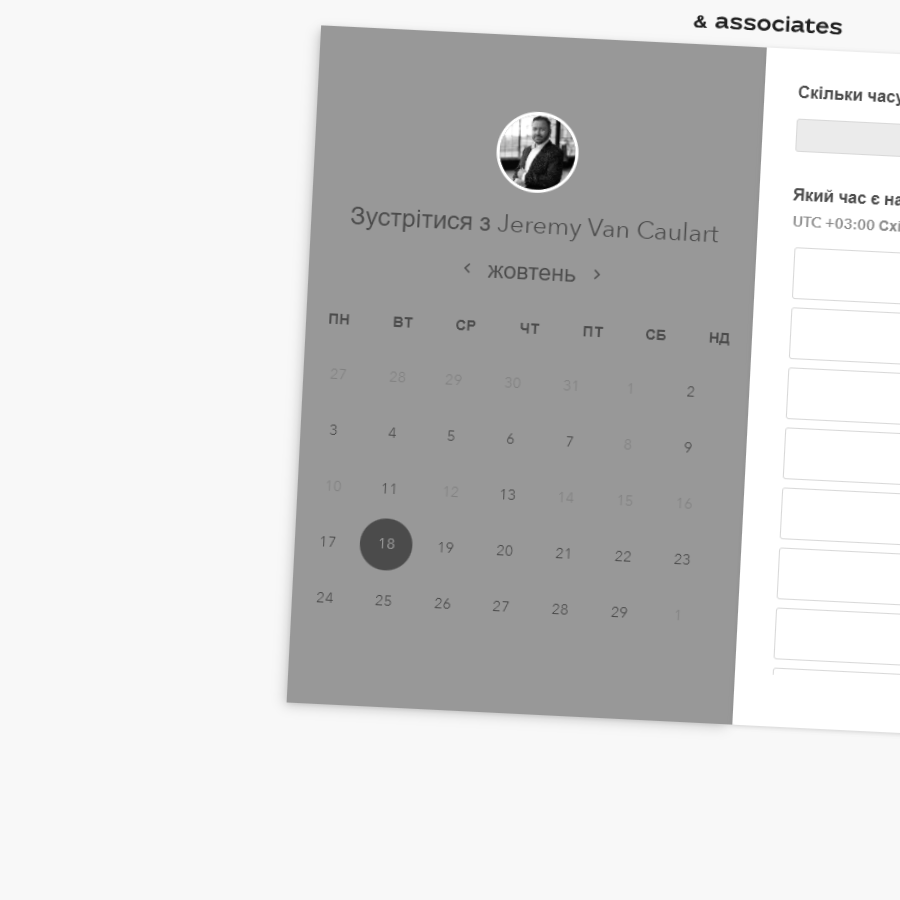 & associates
Зустрітися з Jeremy Van Caulart
жовтень
ПН ВТ СР ЧТ ПТ СБ НД
27 28 29 30 31 1 2
3 4 5 6 7 8 9
10 11 12 13 14 15 16
17 18 19 20 21 22 23
24 25 26 27 28 29 1
Скільки часу
Який час є
UTC +03:00